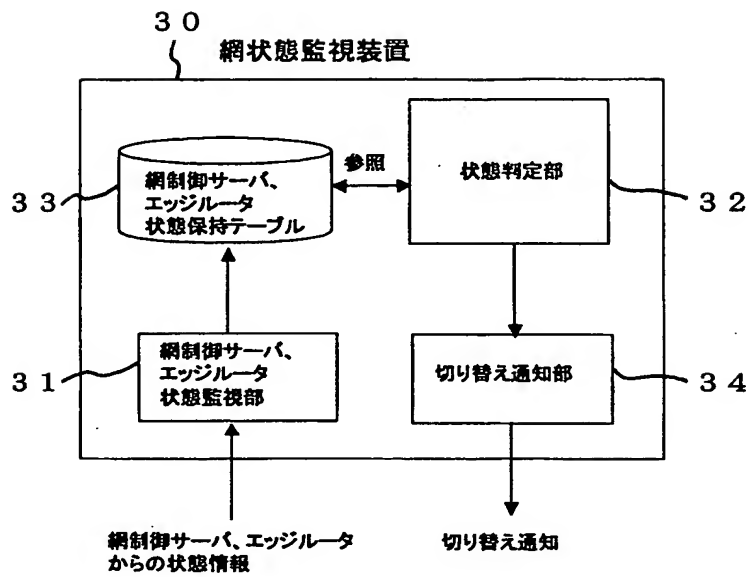 ３０
網状態監視装置
３３
網制御サーバ、
エッジルータ
状態保持テーブル
参照
状態判定部
３２
３１
網制御サーバ、
エッジルータ
状態監視部
切り替え通知部
３４
網制御サーバ、エッジルータ
からの状態情報
切り替え通知